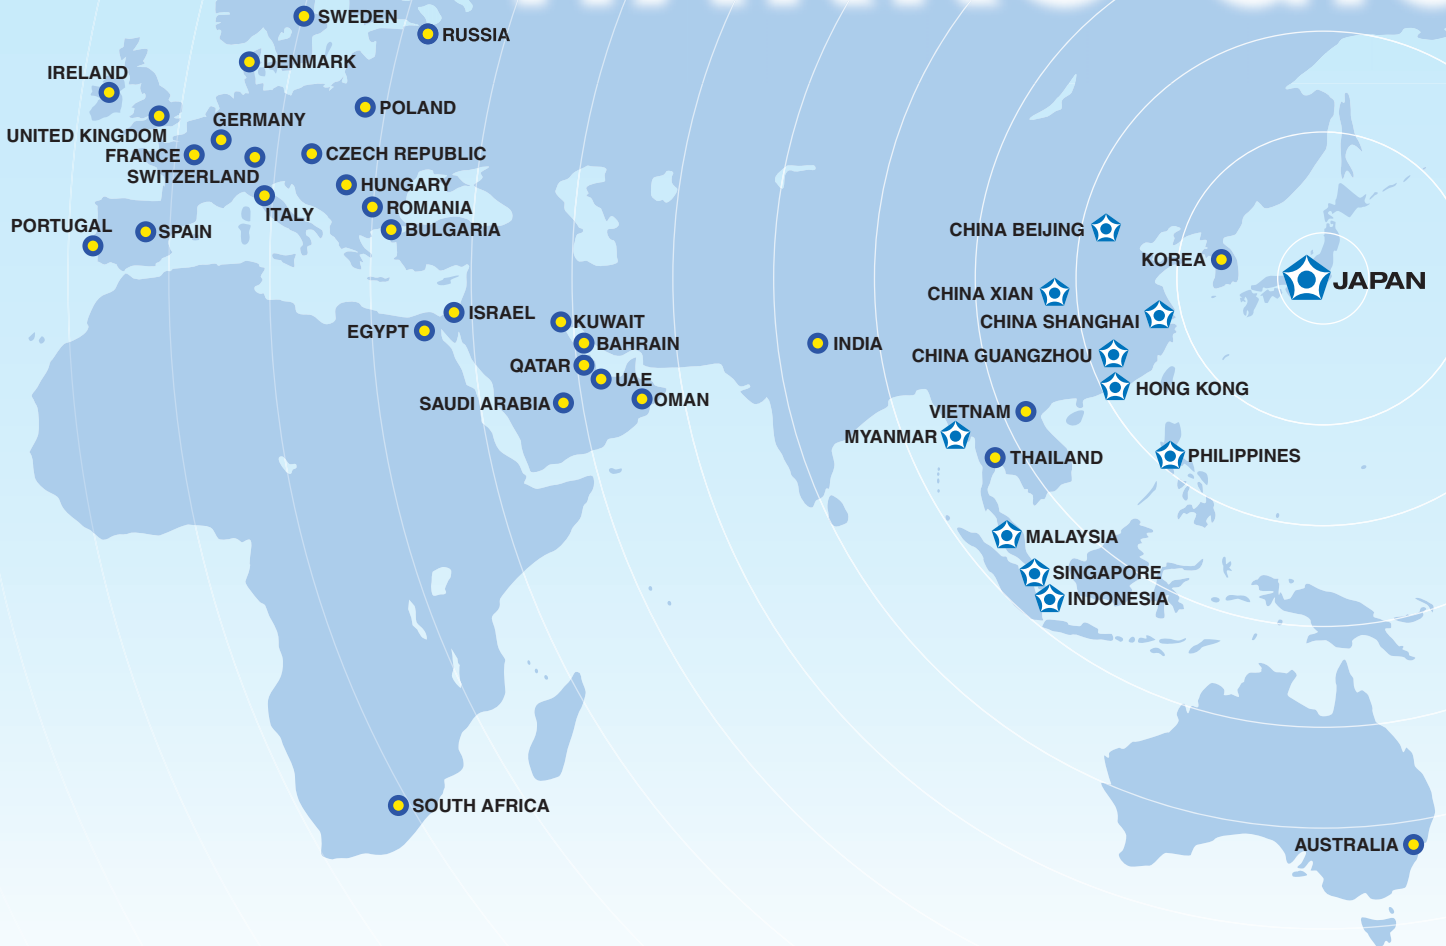 SWEDEN
RUSSIA
DENMARK
IRELAND
POLAND
GERMANY
UNITED KINGDOM
FRANCE
CZECH REPUBLIC
SWITZERLAND
HUNGARY
ROMANIA
ITALY
PORTUGAL
SPAIN
BULGARIA
CHINA BEIJING
KOREA
JAPAN
CHINA XIAN
ISRAEL
KUWAIT
CHINA SHANGHAI
EGYPT
BAHRAIN
INDIA
CHINA GUANGZHOU
QATAR
UAE
HONG KONG
SAUDI ARABIA
OMAN
VIETNAM
MYANMAR
THAILAND
PHILIPPINES
MALAYSIA
SINGAPORE
INDONESIA
SOUTH AFRICA
AUSTRALIA